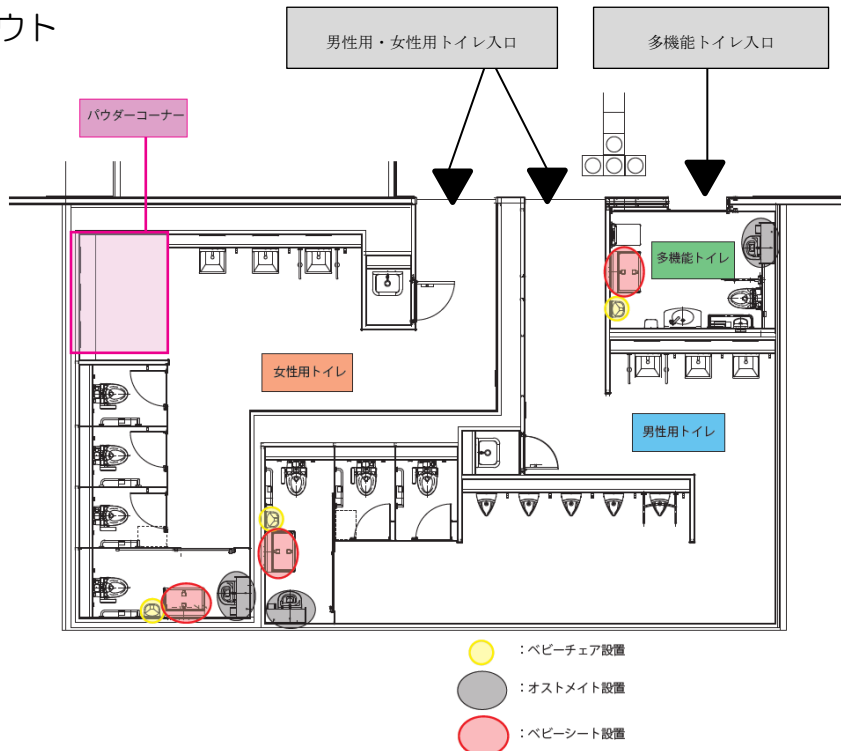 ウト
男性用・女性用トイレ入口
多機能トイレ入口
パウダーコーナー
多機能トイレ
女性用トイレ
男性用トイレ
：ベビーチェア設置
：オストメイト設置
：ベビーシート設置